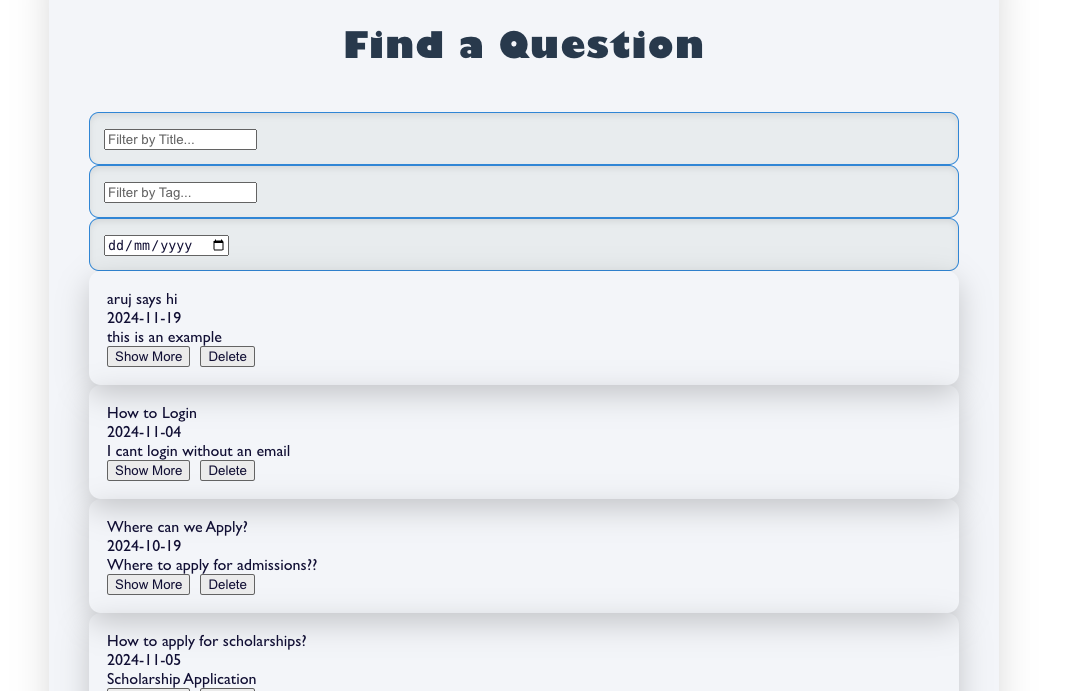 Find a Question
Filter by Title...
Filter by Tag...
dd/mm/yyyy
aruj says hi
2024-11-19
this is an example
Show More Delete
How to Login
2024-11-04
I cant login without an email
Show More Delete
Where can we Apply?
2024-10-19
Where to apply for admissions??
Show More Delete
How to apply for scholarships?
2024-11-05
Scholarship Application